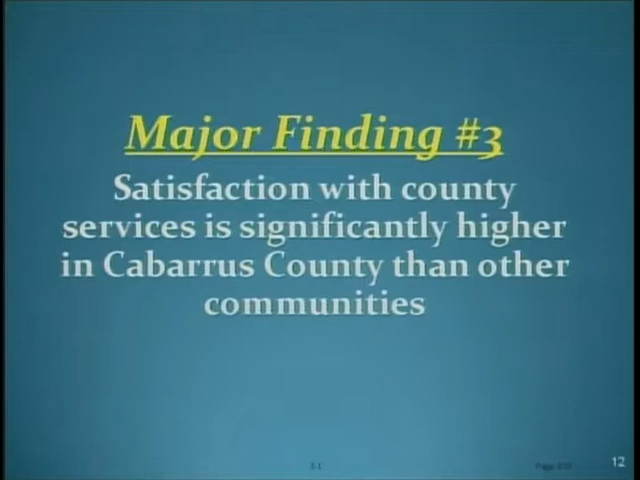 Major Finding #3
Satisfaction with county
services is significantly higher
in Cabarrus County than other
communities
12